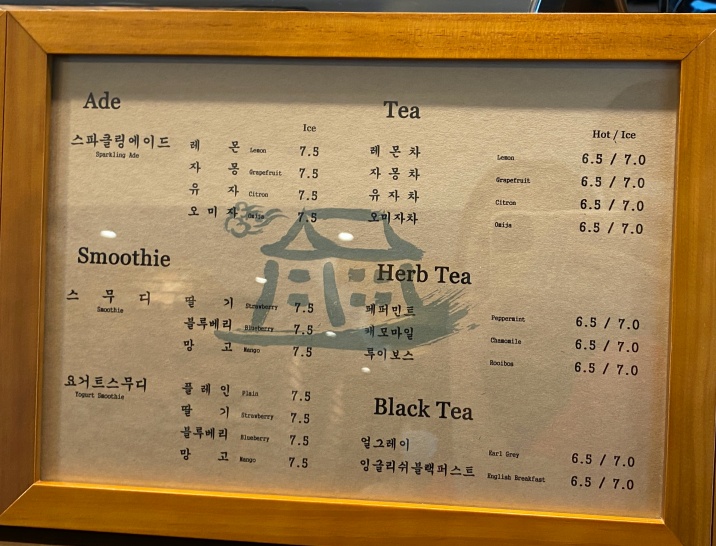 Ade
Ice
스파클링에이드 레 몬 Lemon 7.5
Sparkling Ade
자 몽 Grapefruit 7.5
유 자 Citron 7.5
오 미 자 Omija 7.5
Smoothie
스 무 디 딸 기 Strawberry 7.5
Smoothie
블루베리 Blueberry 7.5
망 고 Mango 7.5
요거트스무디 플 레 인 Plain 7.5
Yogurt Smoothie
딸 기 Strawberry 7.5
블루베리 Blueberry 7.5
망 고 Mango 7.5
Tea
Hot / Ice
레 몬 차 Lemon 6.5 / 7.0
자 몽 차 Grapefruit 6.5 / 7.0
유 자 차 Citron 6.5 / 7.0
오미자차 Omija 6.5 / 7.0
Herb Tea
페퍼민트 Peppermint 6.5 / 7.0
캐모마일 Chamomile 6.5 / 7.0
루이보스 Rooibos 6.5 / 7.0
Black Tea
얼그레이 Earl Grey 6.5 / 7.0
잉글리쉬블랙퍼스트 English Breakfast 6.5 / 7.0